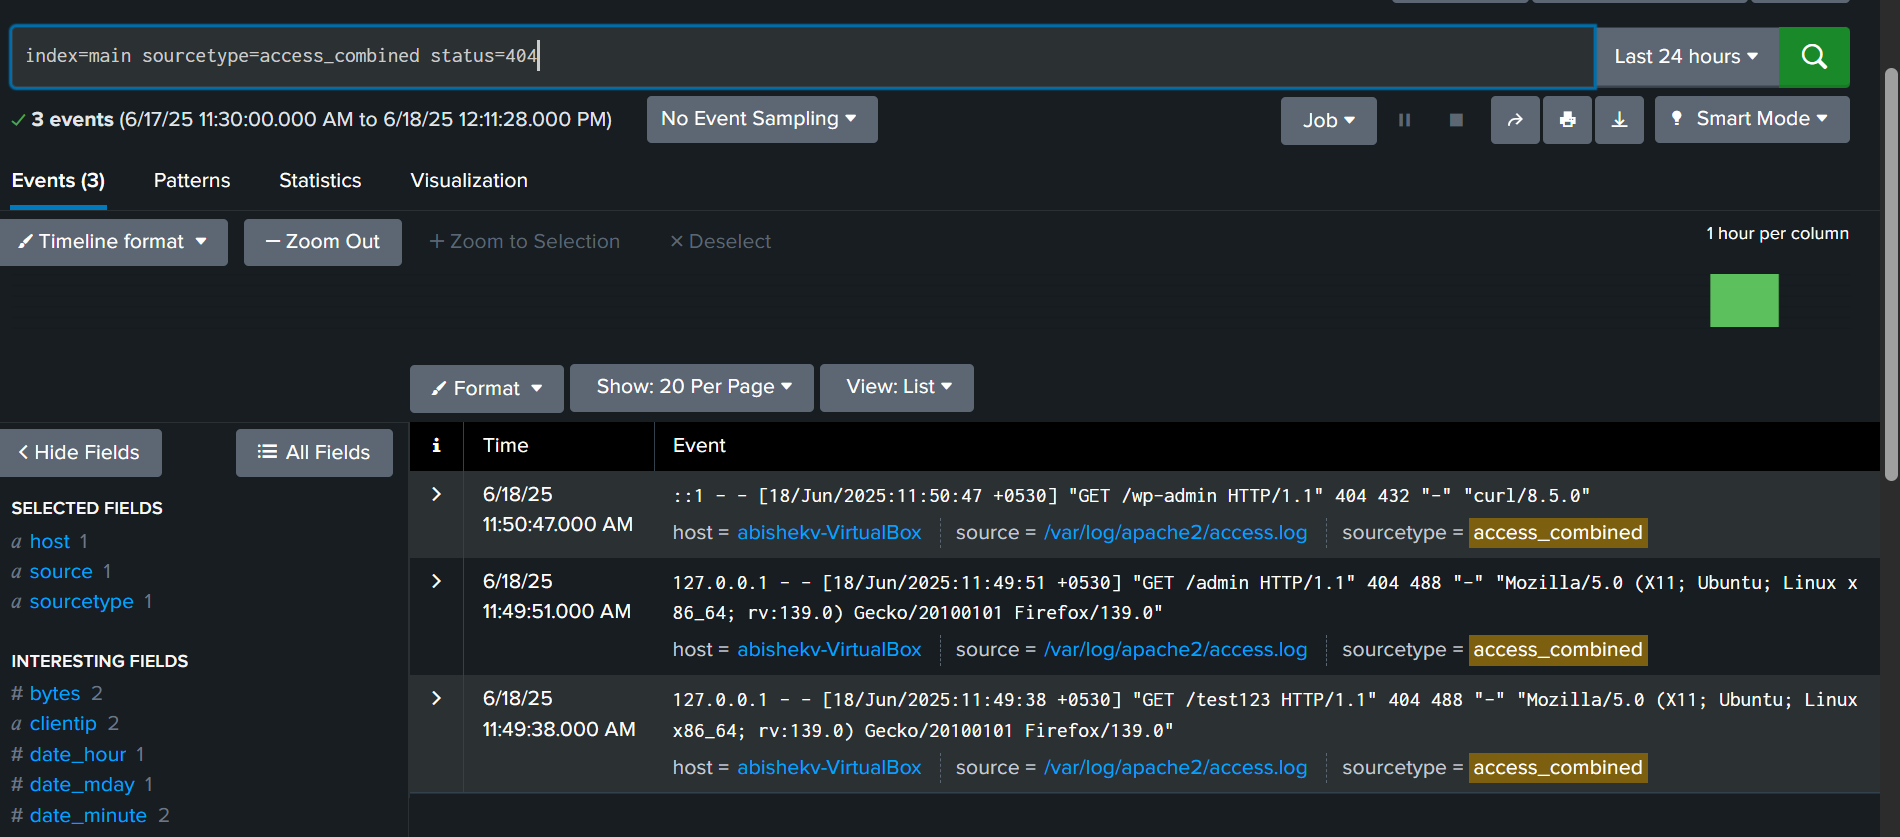 index=main sourcetype=access_combined status=404
Last 24 hours
3 events (6/17/25 11:30:00.000 AM to 6/18/25 12:11:28.000 PM)
No Event Sampling
Job
Smart Mode
Events (3)
Patterns
Statistics
Visualization
Timeline format
Zoom Out
+ Zoom to Selection
× Deselect
1 hour per column
Format
Show: 20 Per Page
View: List
Hide Fields
All Fields
SELECTED FIELDS
a host 1
a source 1
a sourcetype 1
INTERESTING FIELDS
# bytes 2
a clientip 2
# date_hour 1
# date_mday 1
# date_minute 2
i
Time
Event
6/18/25
11:50:47.000 AM
::1 - - [18/Jun/2025:11:50:47 +0530] "GET /wp-admin HTTP/1.1" 404 432 "-" "curl/8.5.0"
host = abishekv-VirtualBox source = /var/log/apache2/access.log sourcetype = access_combined
6/18/25
11:49:51.000 AM
127.0.0.1 - - [18/Jun/2025:11:49:51 +0530] "GET /admin HTTP/1.1" 404 488 "-" "Mozilla/5.0 (X11; Ubuntu; Linux x
86_64; rv:139.0) Gecko/20100101 Firefox/139.0"
host = abishekv-VirtualBox source = /var/log/apache2/access.log sourcetype = access_combined
6/18/25
11:49:38.000 AM
127.0.0.1 - - [18/Jun/2025:11:49:38 +0530] "GET /test123 HTTP/1.1" 404 488 "-" "Mozilla/5.0 (X11; Ubuntu; Linux
x86_64; rv:139.0) Gecko/20100101 Firefox/139.0"
host = abishekv-VirtualBox source = /var/log/apache2/access.log sourcetype = access_combined